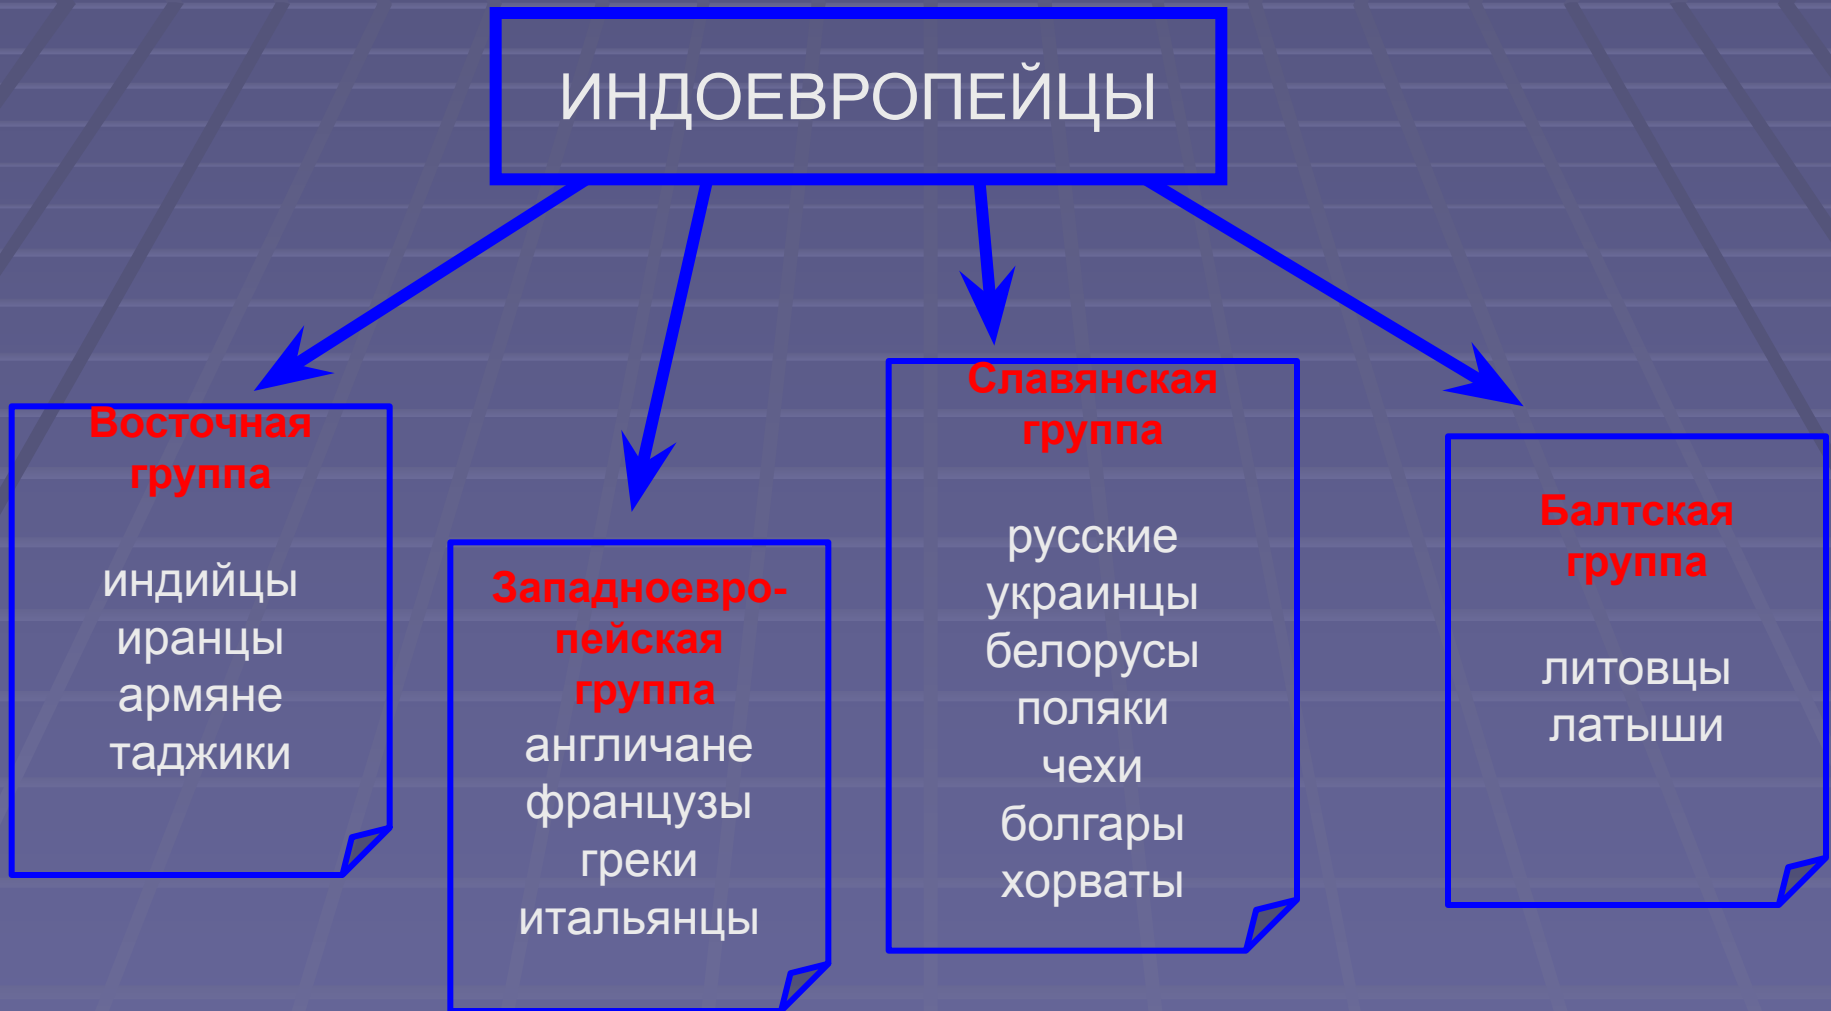 ИНДОЕВРОПЕЙЦЫ
Восточная
группа
индийцы
иранцы
армяне
таджики
Западноевро-
пейская
группа
англичане
французы
греки
итальянцы
Славянская
группа
русские
украинцы
белорусы
поляки
чехи
болгары
хорваты
Балтская
группа
литовцы
латыши